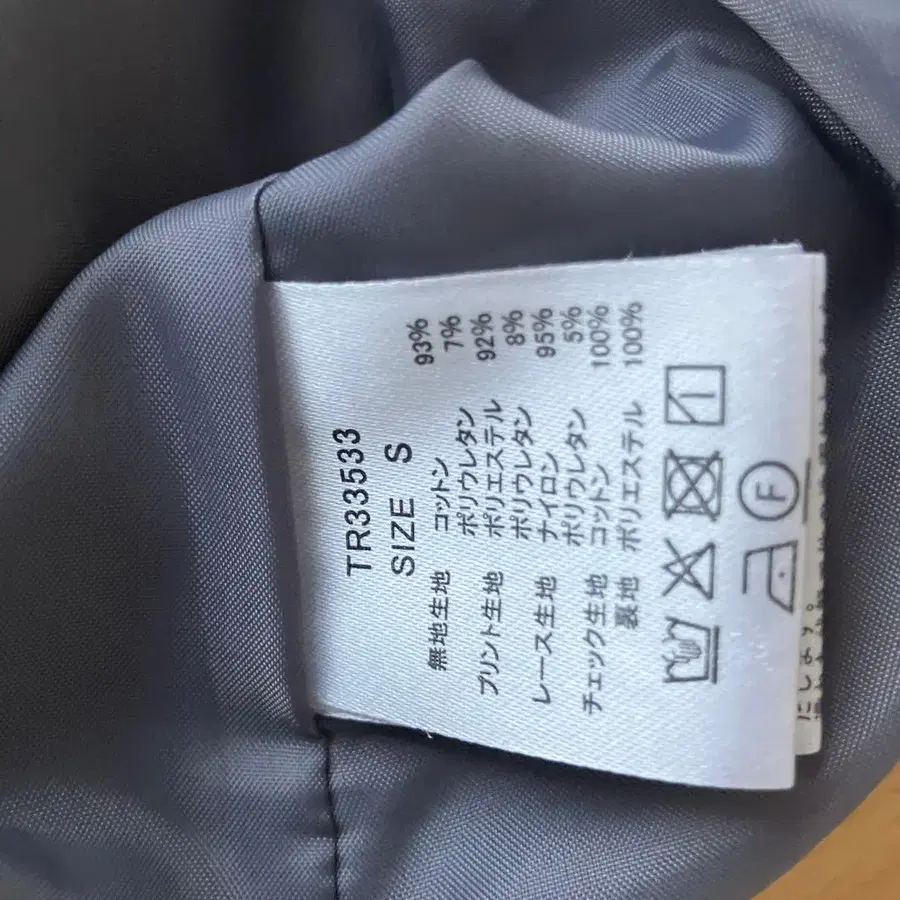 TR33533
SIZE S
無地生地 コットン 93%
ポリウレタン 7%
プリント生地 ポリエステル 92%
ポリウレタン 8%
レース生地 ナイロン 95%
ポリウレタン 5%
チェック生地 コットン 100%
裏地 ポリエステル 100%
F